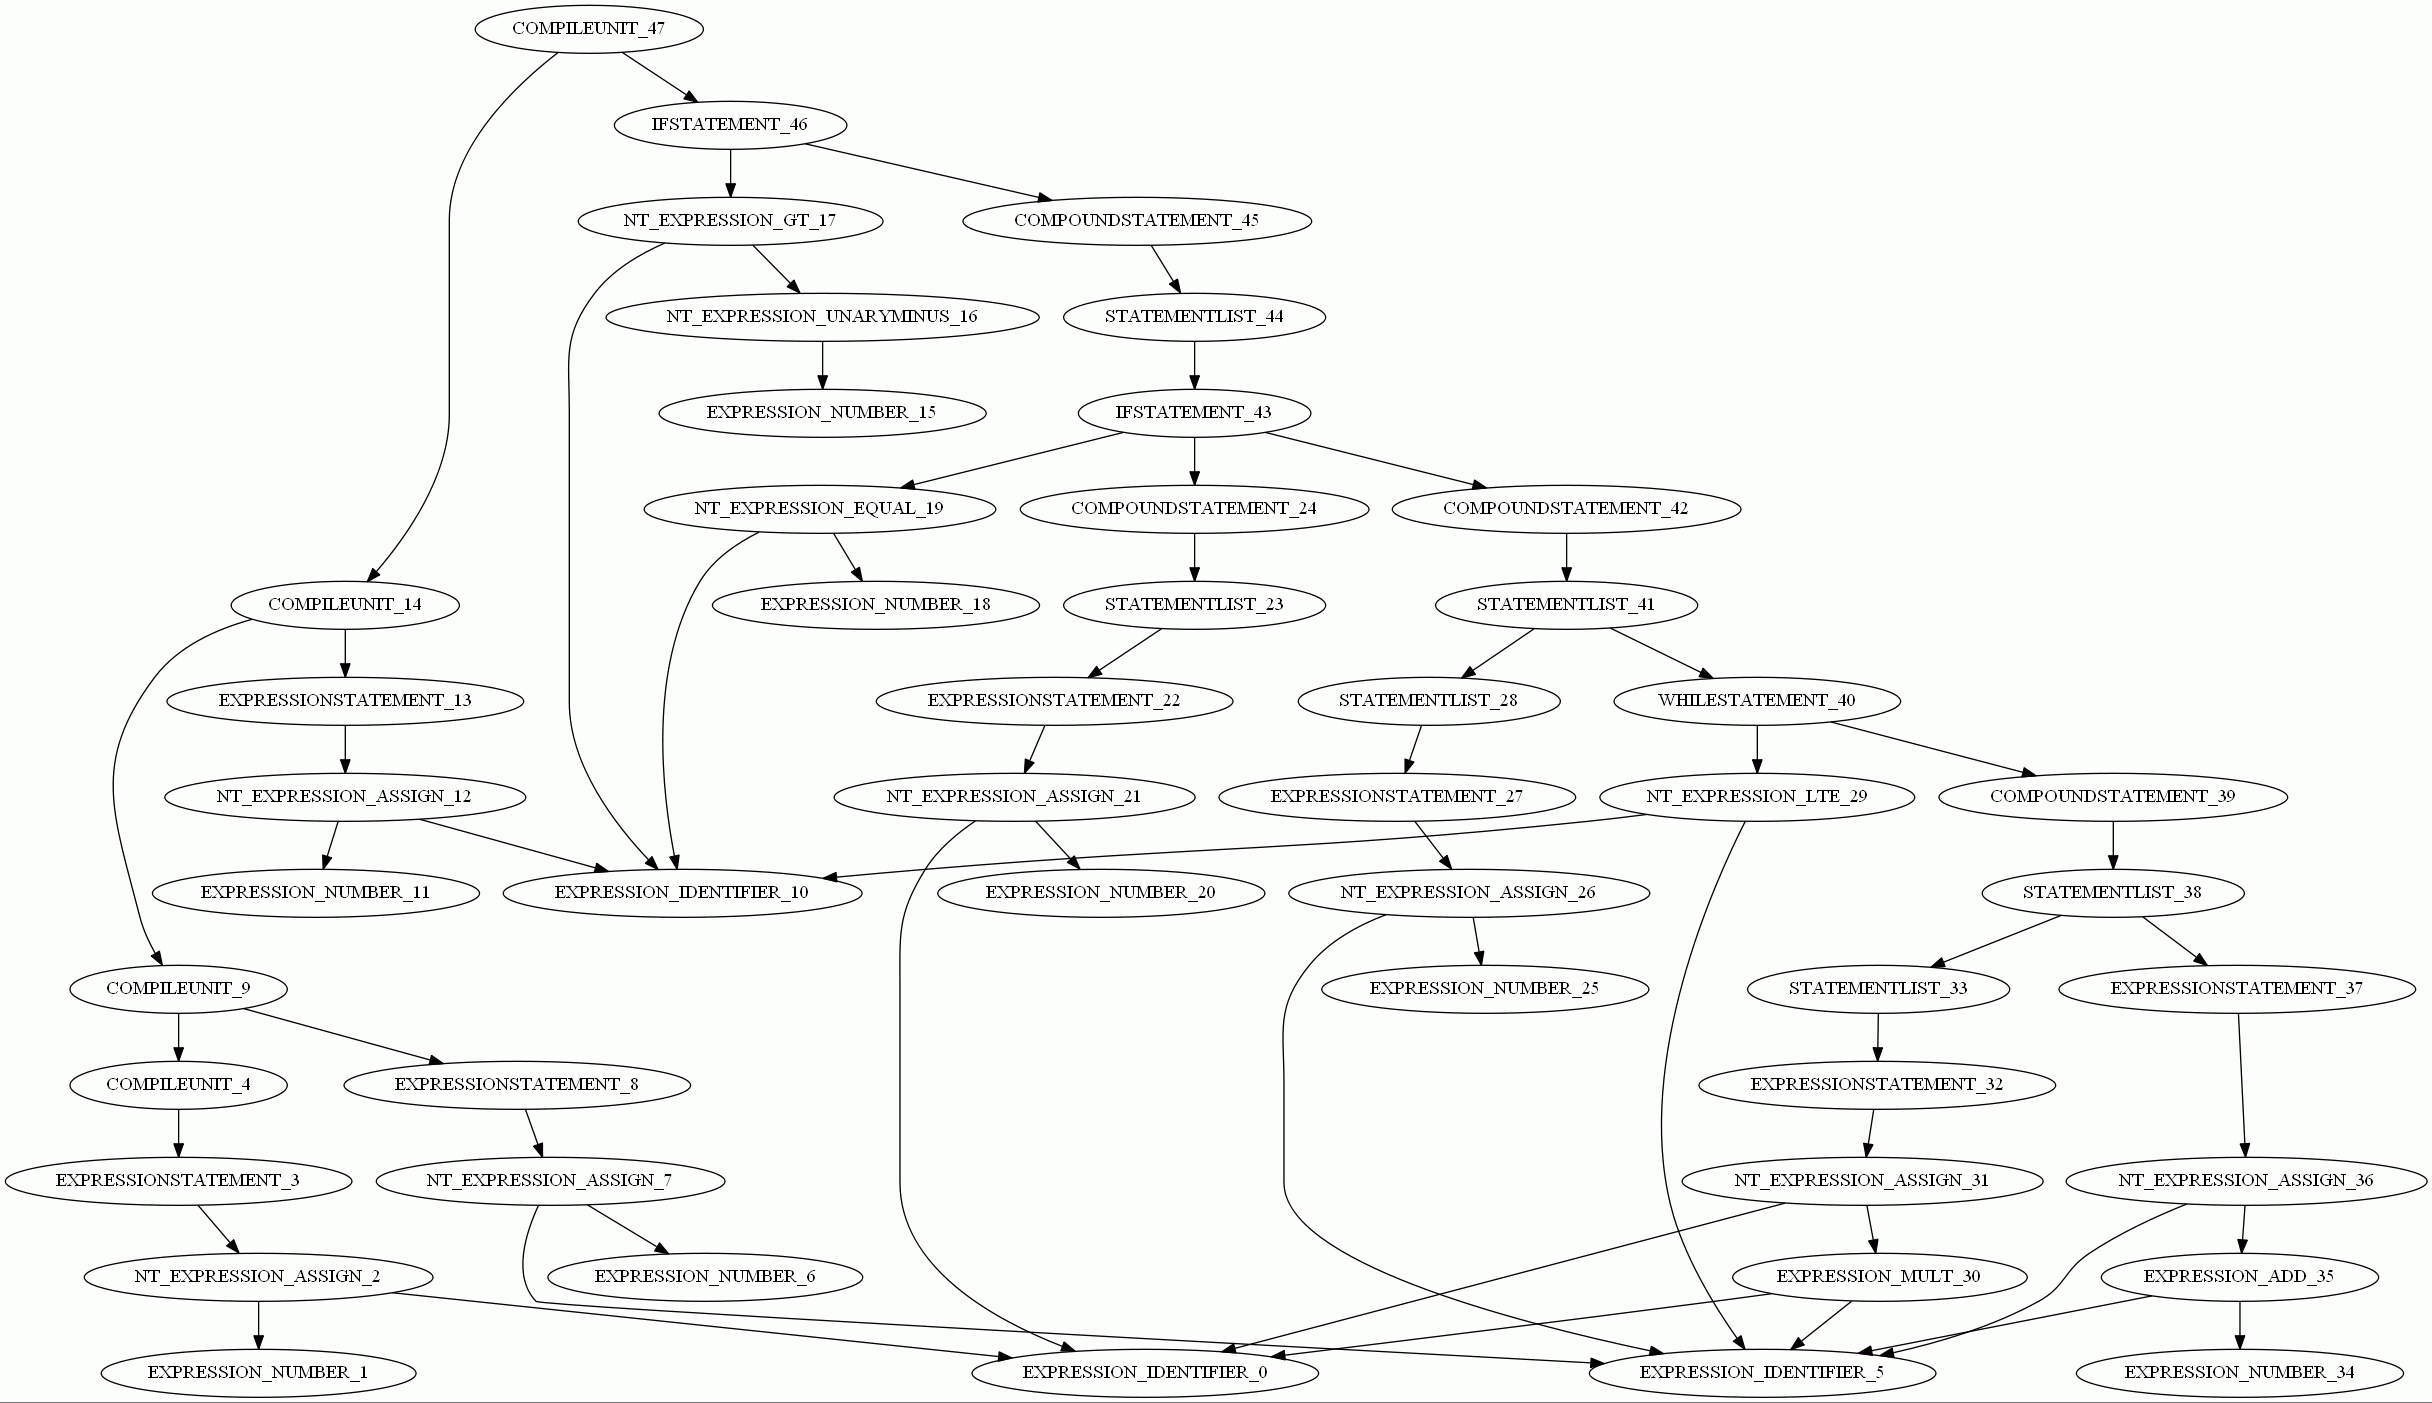 COMPILEUNIT_47
IFSTATEMENT_46
NT_EXPRESSION_GT_17
COMPOUNDSTATEMENT_45
NT_EXPRESSION_UNARYMINUS_16
STATEMENTLIST_44
EXPRESSION_NUMBER_15
IFSTATEMENT_43
NT_EXPRESSION_EQUAL_19
COMPOUNDSTATEMENT_24
COMPOUNDSTATEMENT_42
COMPILEUNIT_14
EXPRESSION_NUMBER_18
STATEMENTLIST_23
STATEMENTLIST_41
EXPRESSIONSTATEMENT_13
EXPRESSIONSTATEMENT_22
STATEMENTLIST_28
WHILESTATEMENT_40
NT_EXPRESSION_ASSIGN_12
NT_EXPRESSION_ASSIGN_21
EXPRESSIONSTATEMENT_27
NT_EXPRESSION_LTE_29
COMPOUNDSTATEMENT_39
EXPRESSION_NUMBER_11
EXPRESSION_IDENTIFIER_10
EXPRESSION_NUMBER_20
NT_EXPRESSION_ASSIGN_26
STATEMENTLIST_38
COMPILEUNIT_9
EXPRESSION_NUMBER_25
STATEMENTLIST_33
EXPRESSIONSTATEMENT_37
COMPILEUNIT_4
EXPRESSIONSTATEMENT_8
EXPRESSIONSTATEMENT_32
EXPRESSIONSTATEMENT_3
NT_EXPRESSION_ASSIGN_7
NT_EXPRESSION_ASSIGN_31
NT_EXPRESSION_ASSIGN_36
NT_EXPRESSION_ASSIGN_2
EXPRESSION_NUMBER_6
EXPRESSION_MULT_30
EXPRESSION_ADD_35
EXPRESSION_NUMBER_1
EXPRESSION_IDENTIFIER_0
EXPRESSION_IDENTIFIER_5
EXPRESSION_NUMBER_34